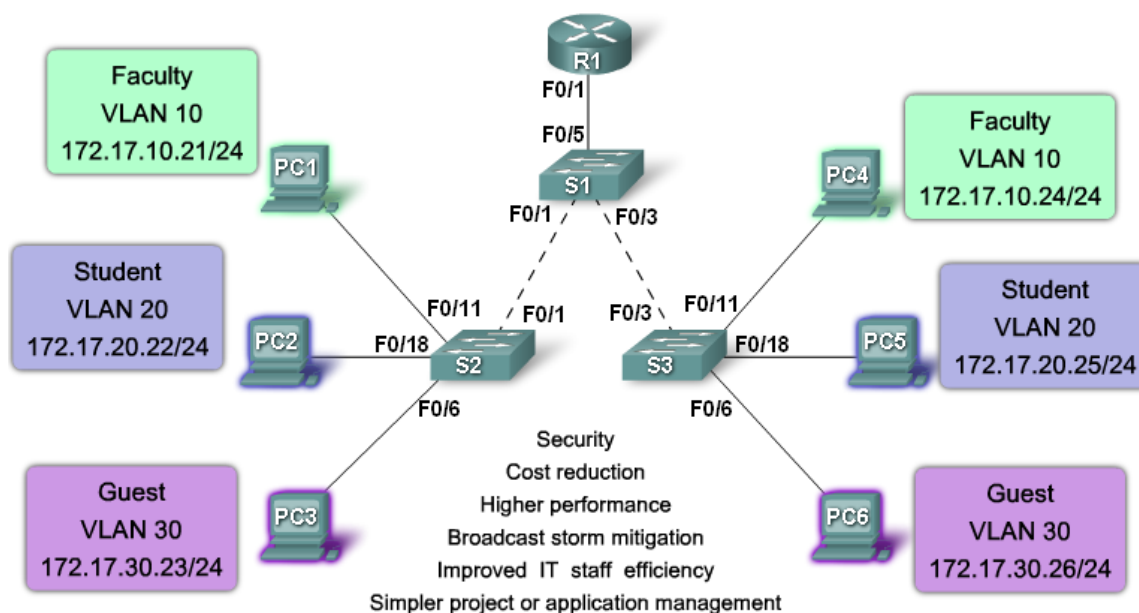 R1
F0/1
F0/5
S1
F0/1
F0/3
Faculty
VLAN 10
172.17.10.21/24
PC1
Student
VLAN 20
172.17.20.22/24
PC2
Guest
VLAN 30
172.17.30.23/24
PC3
F0/11
F0/1
F0/18
S2
F0/6
F0/3
F0/11
S3
F0/18
F0/6
PC4
Faculty
VLAN 10
172.17.10.24/24
PC5
Student
VLAN 20
172.17.20.25/24
PC6
Guest
VLAN 30
172.17.30.26/24
Security
Cost reduction
Higher performance
Broadcast storm mitigation
Improved IT staff efficiency
Simpler project or application management